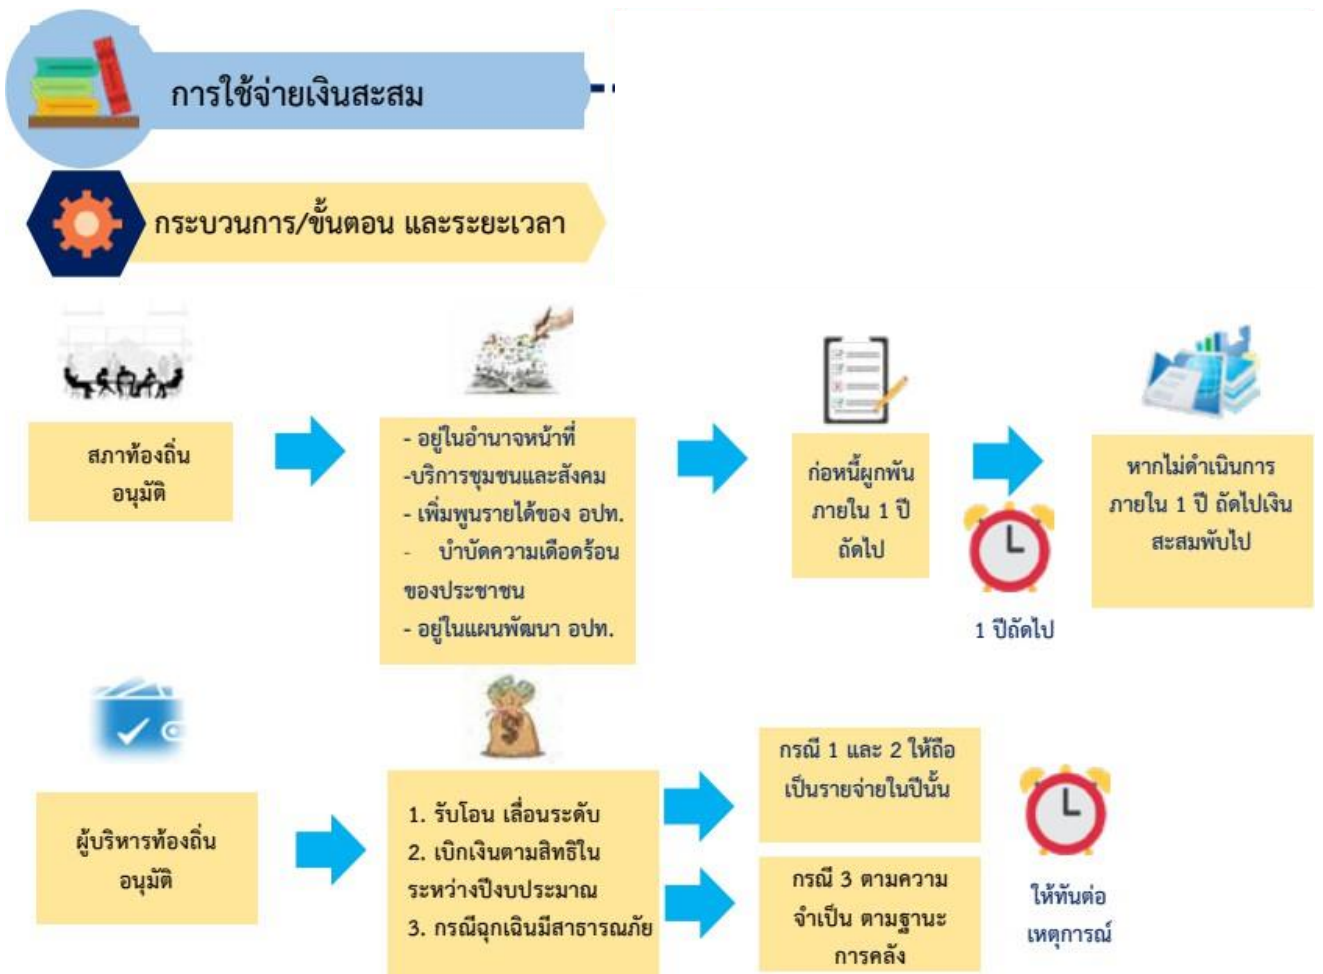 การใช้จ่ายเงินสะสม
กระบวนการ/ขั้นตอน และระยะเวลา
สภาท้องถิ่น
อนุมัติ
- อยู่ในอำนาจหน้าที่
-บริการชุมชนและสังคม
- เพิ่มพูนรายได้ของ อปท.
- บำบัดความเดือดร้อน
ของประชาชน
- อยู่ในแผนพัฒนา อปท.
ก่อหนี้ผูกพัน
ภายใน 1 ปี
ถัดไป
1 ปีถัดไป
หากไม่ดำเนินการ
ภายใน 1 ปี ถัดไปเงิน
สะสมพับไป
ผู้บริหารท้องถิ่น
อนุมัติ
1. รับโอน เลื่อนระดับ
2. เบิกเงินตามสิทธิใน
ระหว่างปีงบประมาณ
3. กรณีฉุกเฉินมีสาธารณภัย
กรณี 1 และ 2 ให้ถือ
เป็นรายจ่ายในปีนั้น
กรณี 3 ตามความ
จำเป็น ตามฐานะ
การคลัง
ให้ทันต่อ
เหตุการณ์